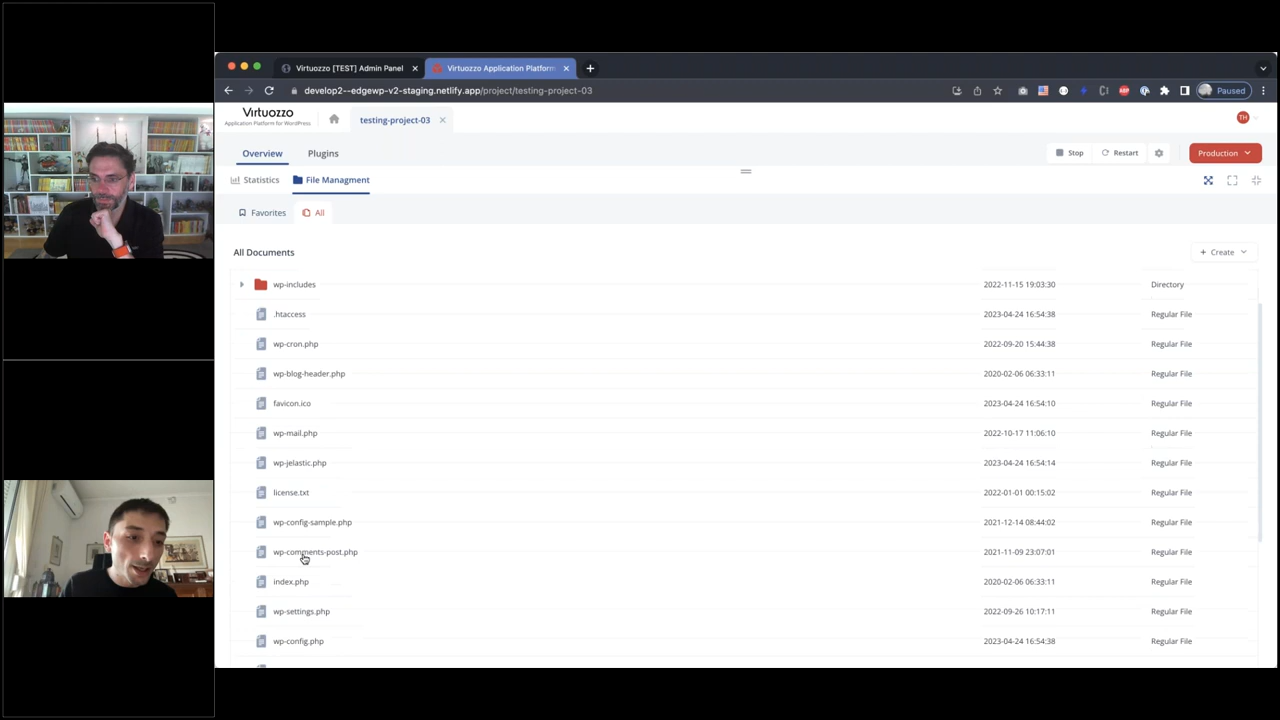 Virtuozzo [TEST] Admin Panel
Virtuozzo Application Platform
develop2--edgewp-v2-staging.netlify.app/project/testing-project-03
Paused
Virtuozzo
Application Platform for WordPress
testing-project-03
TH
Overview
Plugins
Stop
Restart
Production
Statistics
File Managment
Favorites
All
All Documents
+ Create
wp-includes 2022-11-15 19:03:30 Directory
.htaccess 2023-04-24 16:54:38 Regular File
wp-cron.php 2022-09-20 15:44:38 Regular File
wp-blog-header.php 2020-02-06 06:33:11 Regular File
favicon.ico 2023-04-24 16:54:10 Regular File
wp-mail.php 2022-10-17 11:06:10 Regular File
wp-jelastic.php 2023-04-24 16:54:14 Regular File
license.txt 2022-01-01 00:15:02 Regular File
wp-config-sample.php 2021-12-14 08:44:02 Regular File
wp-comments-post.php 2021-11-09 23:07:01 Regular File
index.php 2020-02-06 06:33:11 Regular File
wp-settings.php 2022-09-26 10:17:11 Regular File
wp-config.php 2023-04-24 16:54:38 Regular File